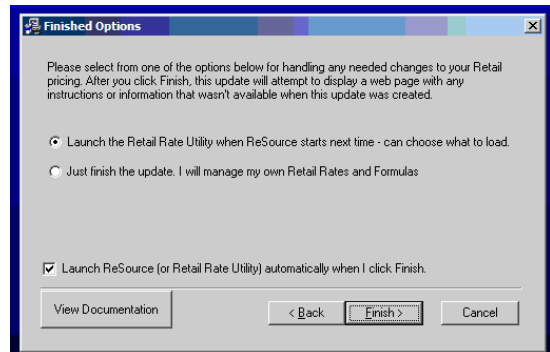 Finished Options
Please select from one of the options below for handling any needed changes to your Retail
pricing. After you click Finish, this update will attempt to display a web page with any
instructions or information that wasn't available when this update was created.
Launch the Retail Rate Utility when ReSource starts next time - can choose what to load.
Just finish the update. I will manage my own Retail Rates and Formulas
Launch ReSource (or Retail Rate Utility) automatically when I click Finish.
View Documentation
< Back
Finish >
Cancel